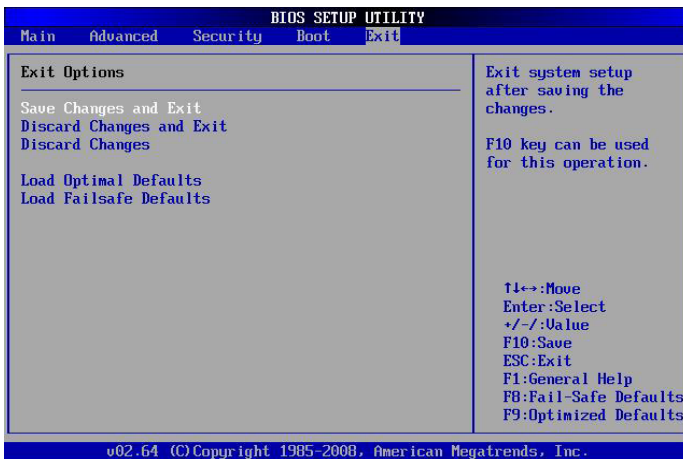 BIOS SETUP UTILITY
Main Advanced Security Boot Exit
Exit Options
Save Changes and Exit
Discard Changes and Exit
Discard Changes
Load Optimal Defaults
Load Failsafe Defaults
Exit system setup
after saving the
changes.
F10 key can be used
for this operation.
↑↓←→:Move
Enter:Select
+/-/:Value
F10:Save
ESC:Exit
F1:General Help
F8:Fail-Safe Defaults
F9:Optimized Defaults
v02.64 (C)Copyright 1985-2008, American Megatrends, Inc.